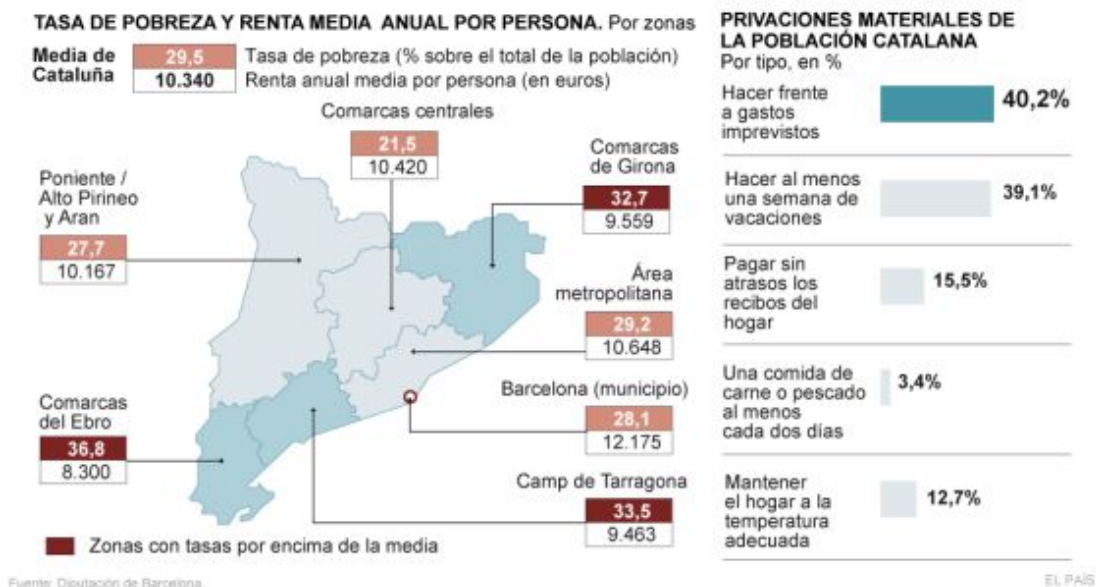 TASA DE POBREZA Y RENTA MEDIA ANUAL POR PERSONA. Por zonas
Media de
Cataluña
29,5
Tasa de pobreza (% sobre el total de la población)
10.340
Renta anual media por persona (en euros)
Comarcas centrales
21,5
10.420
Comarcas
de Girona
32,7
9.559
Poniente /
Alto Pirineo
y Aran
27,7
10.167
Área
metropolitana
29,2
10.648
Barcelona (municipio)
28,1
12.175
Comarcas
del Ebro
36,8
8.300
Camp de Tarragona
33,5
9.463
Zonas con tasas por encima de la media
Fuente: Diputación de Barcelona.
PRIVACIONES MATERIALES DE
LA POBLACIÓN CATALANA
Por tipo, en %
Hacer frente
a gastos
imprevistos
40,2%
Hacer al menos
una semana de
vacaciones
39,1%
Pagar sin
atrasos los
recibos del
hogar
15,5%
Una comida de
carne o pescado
al menos
cada dos días
3,4%
Mantener
el hogar a la
temperatura
adecuada
12,7%
EL PAÍS